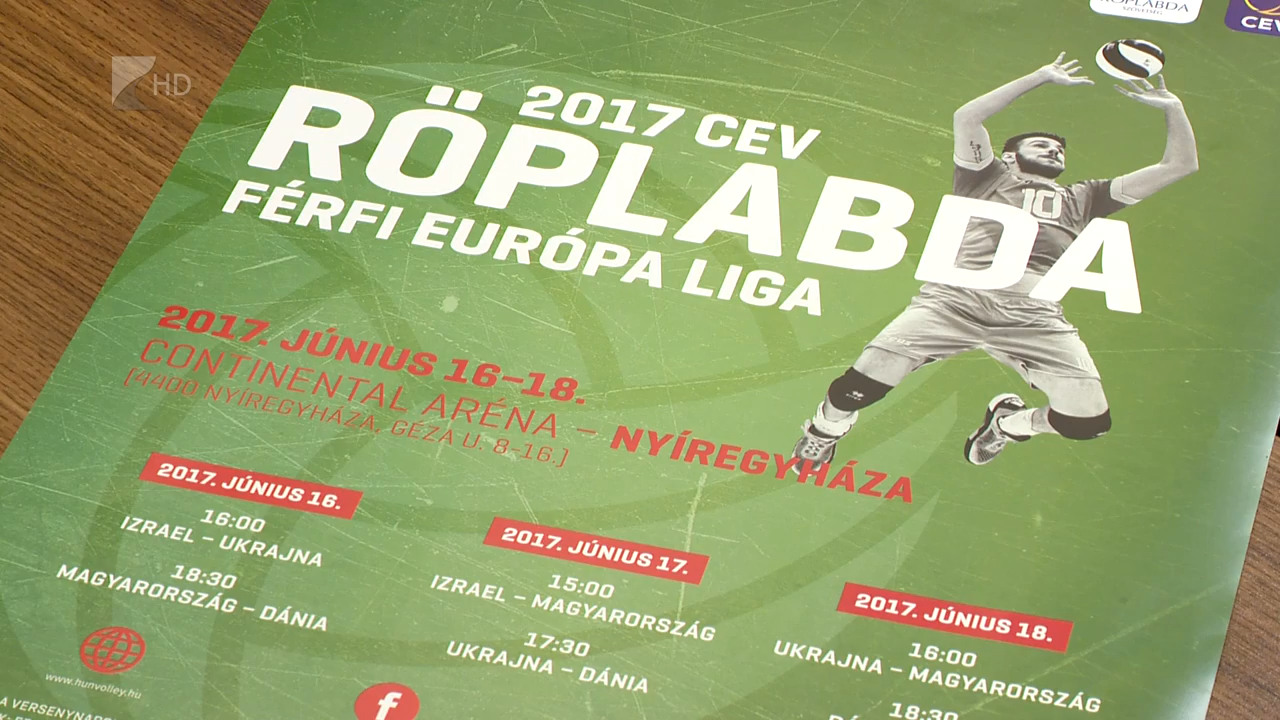 HD
RÖPLABDA
SZÖVETSÉG
CEV
2017 CEV
RÖPLABDA
FÉRFI EURÓPA LIGA
10
2017. JÚNIUS 16–18.
CONTINENTAL ARÉNA – NYÍREGYHÁZA
(4400 NYÍREGYHÁZA, GÉZA U. 8-16.)
2017. JÚNIUS 16.
16:00
IZRAEL – UKRAJNA
18:30
MAGYARORSZÁG – DÁNIA
2017. JÚNIUS 17.
15:00
IZRAEL – MAGYARORSZÁG
17:30
UKRAJNA – DÁNIA
2017. JÚNIUS 18.
16:00
UKRAJNA – MAGYARORSZÁG
18:30
www.hunvolley.hu
f